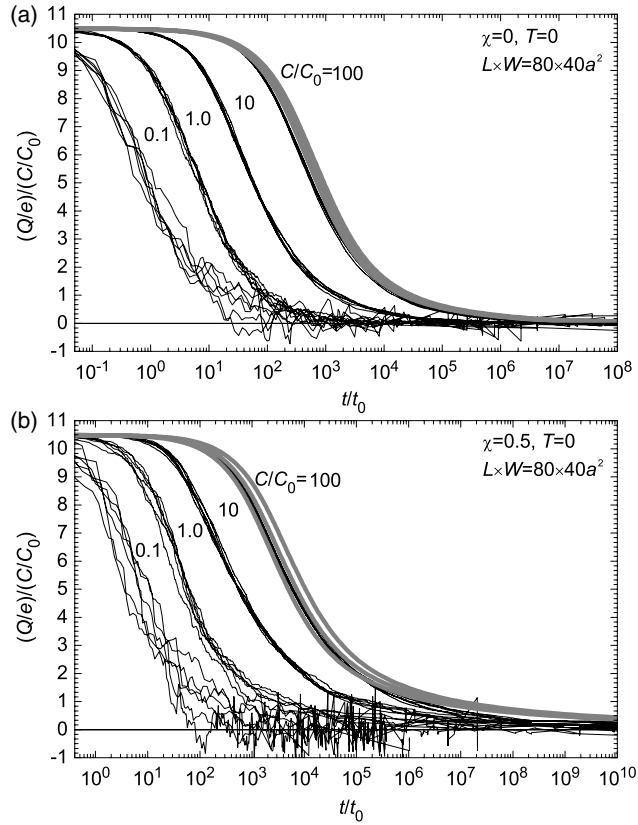 (a)
χ=0, T=0
L×W=80×40a²
C/C₀=100
10
1.0
0.1
(Q/e)/(C/C₀)
11
10
9
8
7
6
5
4
3
2
1
0
-1
10⁻¹ 10⁰ 10¹ 10² 10³ 10⁴ 10⁵ 10⁶ 10⁷ 10⁸
t/t₀
(b)
χ=0.5, T=0
L×W=80×40a²
C/C₀=100
10
1.0
0.1
(Q/e)/(C/C₀)
11
10
9
8
7
6
5
4
3
2
1
0
-1
10⁰ 10¹ 10² 10³ 10⁴ 10⁵ 10⁶ 10⁷ 10⁸ 10⁹ 10¹⁰
t/t₀